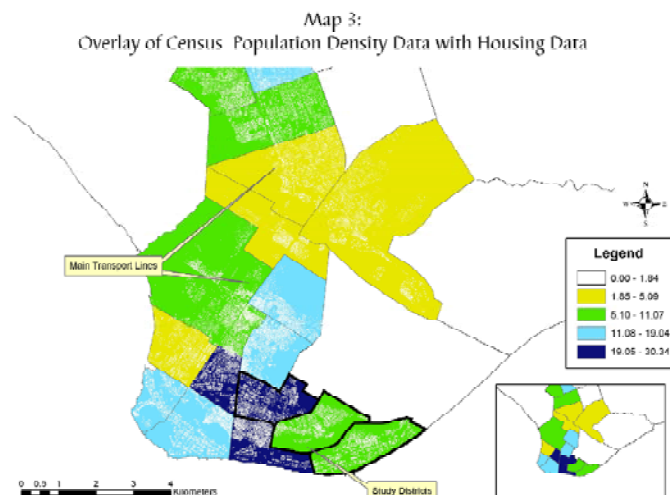 Map 3:
Overlay of Census Population Density Data with Housing Data
N
W
E
S
Main Transport Lines
Legend
0.00 - 1.84
1.85 - 5.09
5.10 - 11.07
11.08 - 19.04
19.05 - 30.34
0 0.5 1 2 3 4
Kilometers
Study Districts